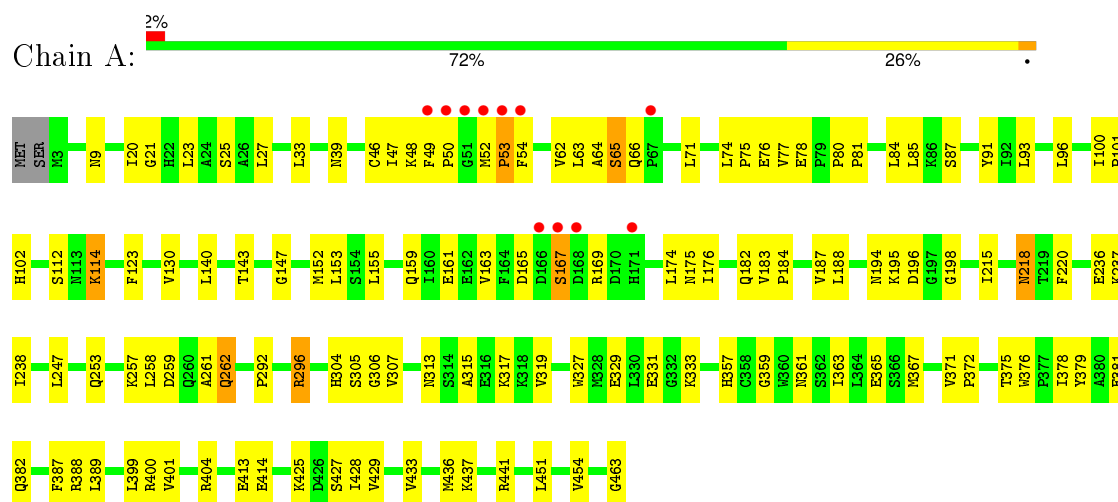 2%
Chain A:
72% 26% •
MET SER M3 N9 I20 G21 H22 L23 A24 S25 A26 L27 L33 N39 C46 I47 K48 F49 P50 G51 M52 P53 F54 V62 L63 A64 S65 Q66 P67 L71 L74 P75 E76 V77 E78 P79 P80 P81 L84 L85 K86 S87 Y91 I92 L93 L96 I100
H102 S112 N113 K114 F123 V130 L140 T143 G147 M152 L153 S154 L155 Q159 I160 E161 E162 V163 F164 D165 D166 S167 D168 R169 D170 H171 L174 N175 I176 Q182 V183 P184 V187 L188 N194 K195 D196 G197 G198 I215 N218 T219 F220 E236 K237
I238 L247 Q253 K257 L258 D259 Q260 A261 Q262 P292 R296 H304 S305 G306 V307 N313 S314 A315 E316 K317 K318 V319 W327 M328 E329 L330 E331 G332 K333 H357 C358 G359 W360 N361 S362 I363 L364 E365 S366 M367 V371 P372 T375 W376 P377 I378 Y379 A380
Q382 F387 R388 L389 L399 R400 V401 R404 E413 E414 K425 D426 S427 I428 V429 V433 M436 K437 R441 L451 V454 G463